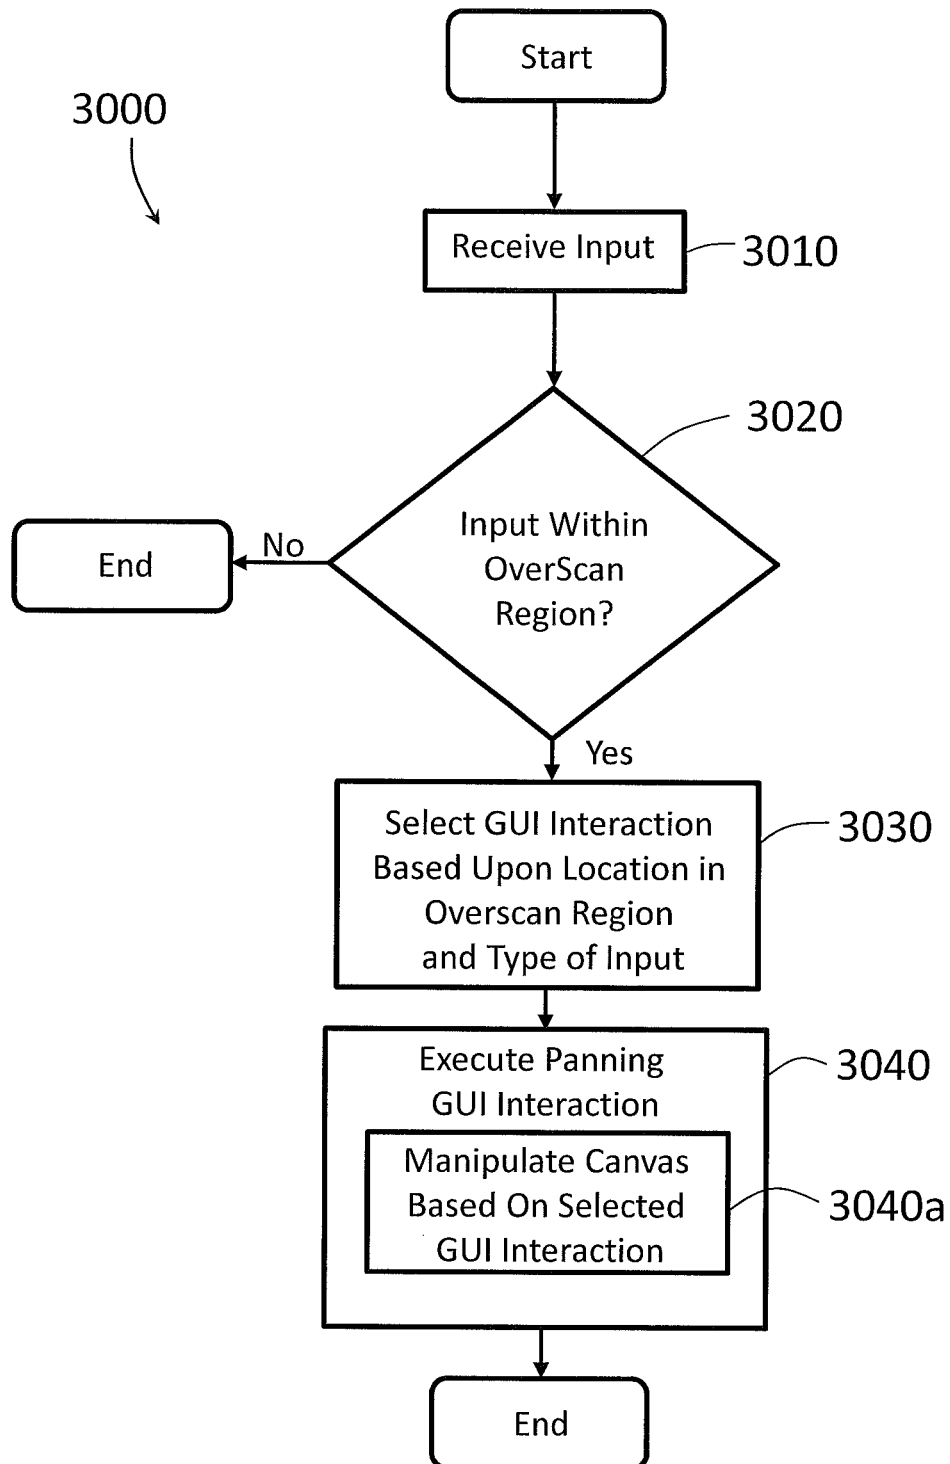 Start
3000
Receive Input
3010
3020
Input Within
OverScan
Region?
No
End
Yes
Select GUI Interaction
Based Upon Location in
Overscan Region
and Type of Input
3030
Execute Panning
GUI Interaction
3040
Manipulate Canvas
Based On Selected
GUI Interaction
3040a
End